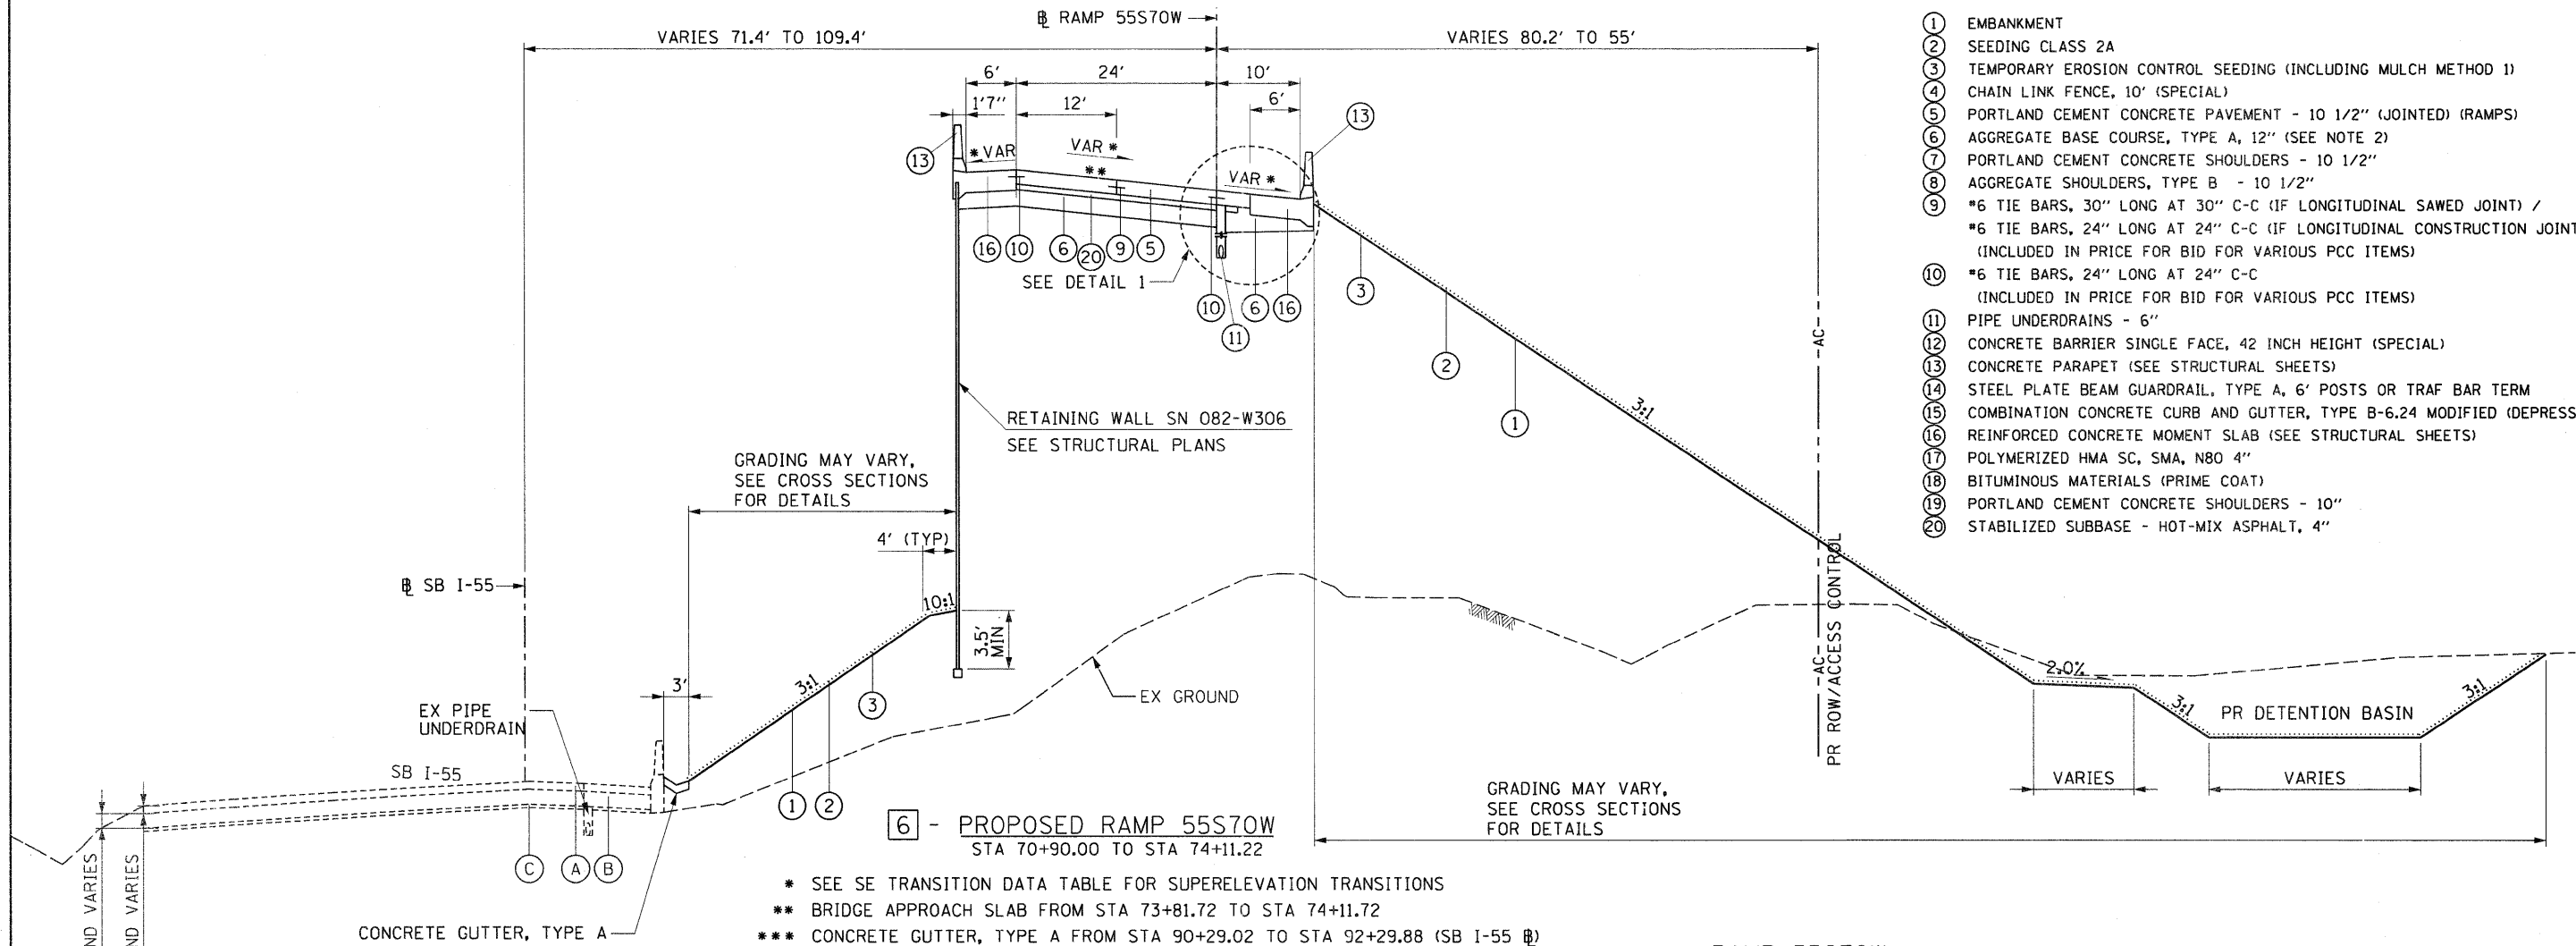 ℄ RAMP 55S70W
VARIES 71.4' TO 109.4'
VARIES 80.2' TO 55'
6'
24'
10'
1'7''
12'
6'
13
13
* VAR
VAR *
**
VAR *
16
10
6
20
9
5
SEE DETAIL 1
10
6
16
11
3
2
1
3:1
RETAINING WALL SN 082-W306
SEE STRUCTURAL PLANS
GRADING MAY VARY,
SEE CROSS SECTIONS
FOR DETAILS
4' (TYP)
℄ SB I-55
10:1
3.5'
MIN
3:1
3'
3
EX GROUND
EX PIPE
UNDERDRAIN
SB I-55
1
2
C
A
B
CONCRETE GUTTER, TYPE A
AC
AC
PR ROW/ACCESS CONTROL
2.0%
3:1
3:1
PR DETENTION BASIN
VARIES
VARIES
GRADING MAY VARY,
SEE CROSS SECTIONS
FOR DETAILS
ND VARIES
ND VARIES
6 - PROPOSED RAMP 55S70W
STA 70+90.00 TO STA 74+11.22
* SEE SE TRANSITION DATA TABLE FOR SUPERELEVATION TRANSITIONS
** BRIDGE APPROACH SLAB FROM STA 73+81.72 TO STA 74+11.72
*** CONCRETE GUTTER, TYPE A FROM STA 90+29.02 TO STA 92+29.88 (SB I-55 ℄)
1 EMBANKMENT
2 SEEDING CLASS 2A
3 TEMPORARY EROSION CONTROL SEEDING (INCLUDING MULCH METHOD 1)
4 CHAIN LINK FENCE, 10' (SPECIAL)
5 PORTLAND CEMENT CONCRETE PAVEMENT - 10 1/2'' (JOINTED) (RAMPS)
6 AGGREGATE BASE COURSE, TYPE A, 12'' (SEE NOTE 2)
7 PORTLAND CEMENT CONCRETE SHOULDERS - 10 1/2''
8 AGGREGATE SHOULDERS, TYPE B - 10 1/2''
9 #6 TIE BARS, 30'' LONG AT 30'' C-C (IF LONGITUDINAL SAWED JOINT) /
#6 TIE BARS, 24'' LONG AT 24'' C-C (IF LONGITUDINAL CONSTRUCTION JOINT
(INCLUDED IN PRICE FOR BID FOR VARIOUS PCC ITEMS)
10 #6 TIE BARS, 24'' LONG AT 24'' C-C
(INCLUDED IN PRICE FOR BID FOR VARIOUS PCC ITEMS)
11 PIPE UNDERDRAINS - 6''
12 CONCRETE BARRIER SINGLE FACE, 42 INCH HEIGHT (SPECIAL)
13 CONCRETE PARAPET (SEE STRUCTURAL SHEETS)
14 STEEL PLATE BEAM GUARDRAIL, TYPE A, 6' POSTS OR TRAF BAR TERM
15 COMBINATION CONCRETE CURB AND GUTTER, TYPE B-6.24 MODIFIED (DEPRESS
16 REINFORCED CONCRETE MOMENT SLAB (SEE STRUCTURAL SHEETS)
17 POLYMERIZED HMA SC, SMA, N80 4''
18 BITUMINOUS MATERIALS (PRIME COAT)
19 PORTLAND CEMENT CONCRETE SHOULDERS - 10''
20 STABILIZED SUBBASE - HOT-MIX ASPHALT, 4''